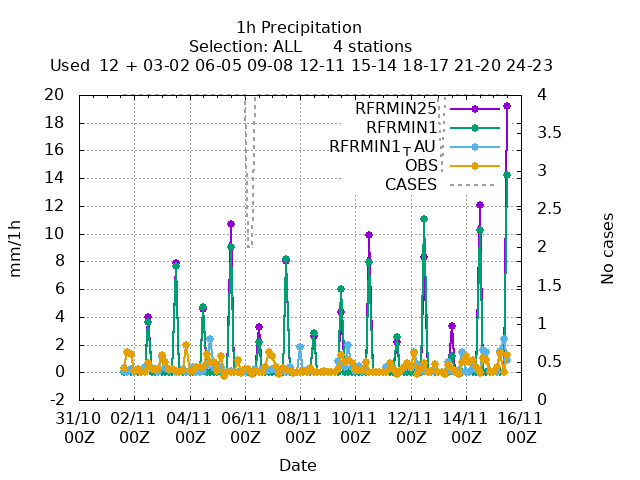 1h Precipitation
Selection: ALL 4 stations
Used 12 + 03-02 06-05 09-08 12-11 15-14 18-17 21-20 24-23
20 4
RFRMIN25
18
RFRMIN1 3.5
16
RFRMIN1┬AU
OBS 3
14
CASES
12 2.5
10 2
8
1.5
6
4 1
2 0.5
0
-2 0
mm/1h
No cases
31/10 02/11 04/11 06/11 08/11 10/11 12/11 14/11 16/11
00Z 00Z 00Z 00Z 00Z 00Z 00Z 00Z 00Z
Date